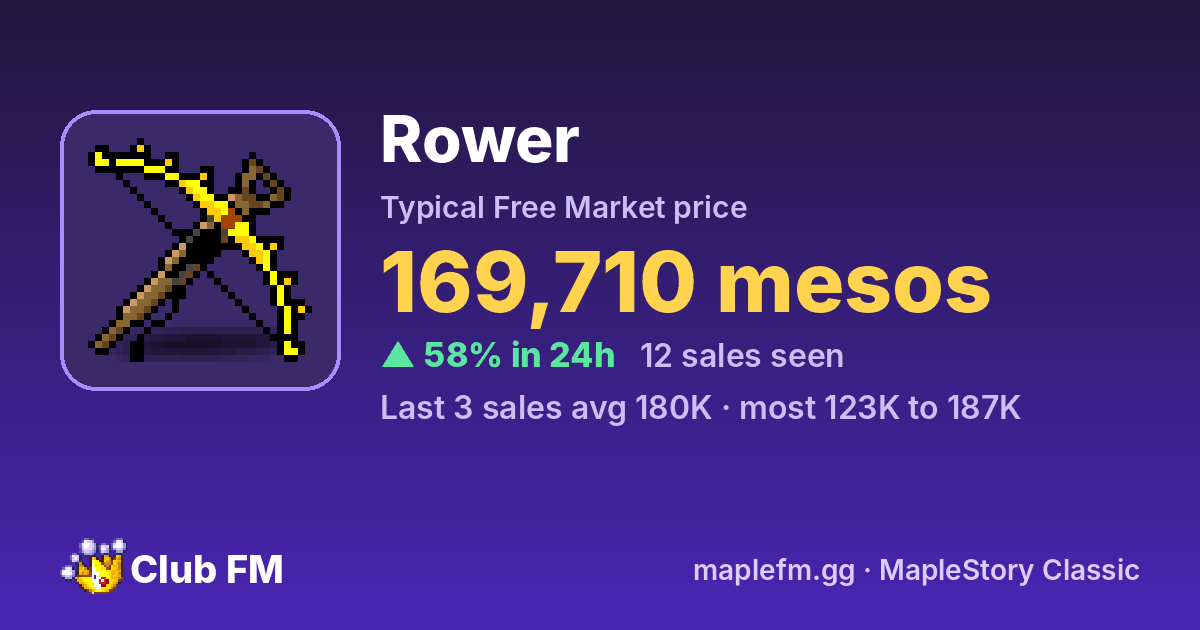 Rower
Typical Free Market price
169,710 mesos
▲ 58% in 24h 12 sales seen
Last 3 sales avg 180K · most 123K to 187K
Club FM
maplefm.gg · MapleStory Classic